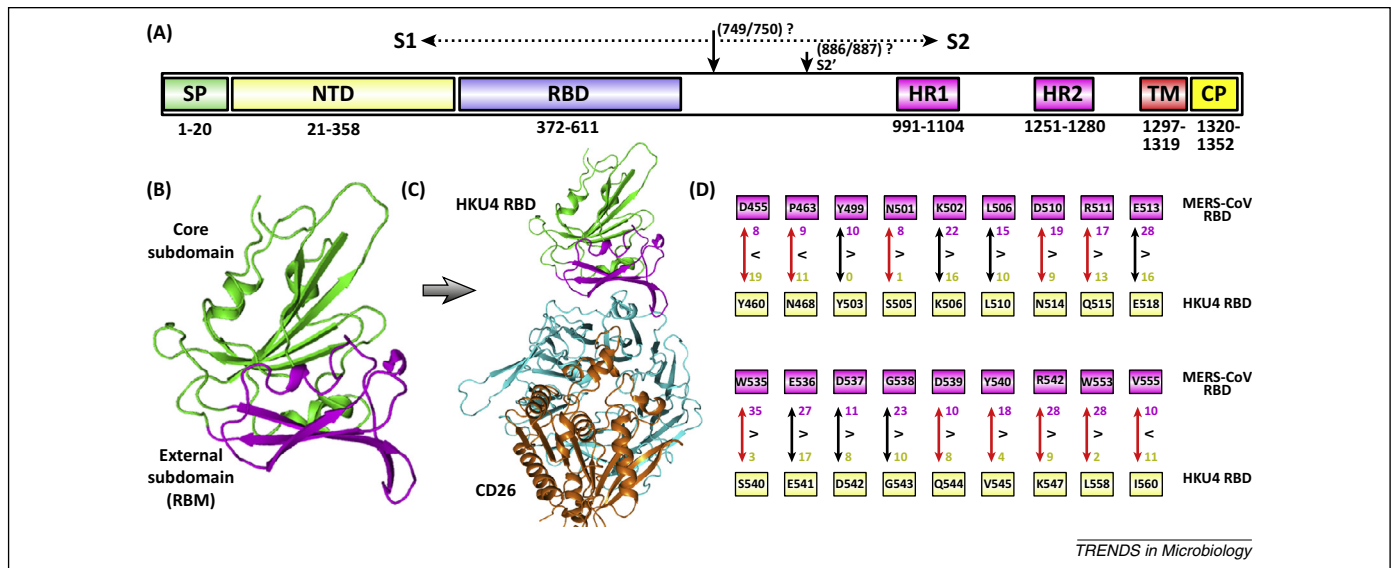 (A)
S1
(749/750) ?
S2
(886/887) ?
S2’
SP NTD RBD HR1 HR2 TM CP
1-20 21-358 372-611 991-1104 1251-1280 1297-1319 1320-1352
(B)
Core
subdomain
External
subdomain
(RBM)
(C)
HKU4 RBD
CD26
(D)
D455 P463 Y499 N501 K502 L506 D510 R511 E513 MERS-CoV RBD
8 9 10 8 22 15 19 17 28
< < > > > > > > >
19 11 0 1 16 10 9 13 16
Y460 N468 Y503 S505 K506 L510 N514 Q515 E518 HKU4 RBD
W535 E536 D537 G538 D539 Y540 R542 W553 V555 MERS-CoV RBD
35 27 11 23 10 18 28 28 10
> > > > > > > > <
3 17 8 10 8 4 9 2 11
S540 E541 D542 G543 Q544 V545 K547 L558 I560 HKU4 RBD
TRENDS in Microbiology